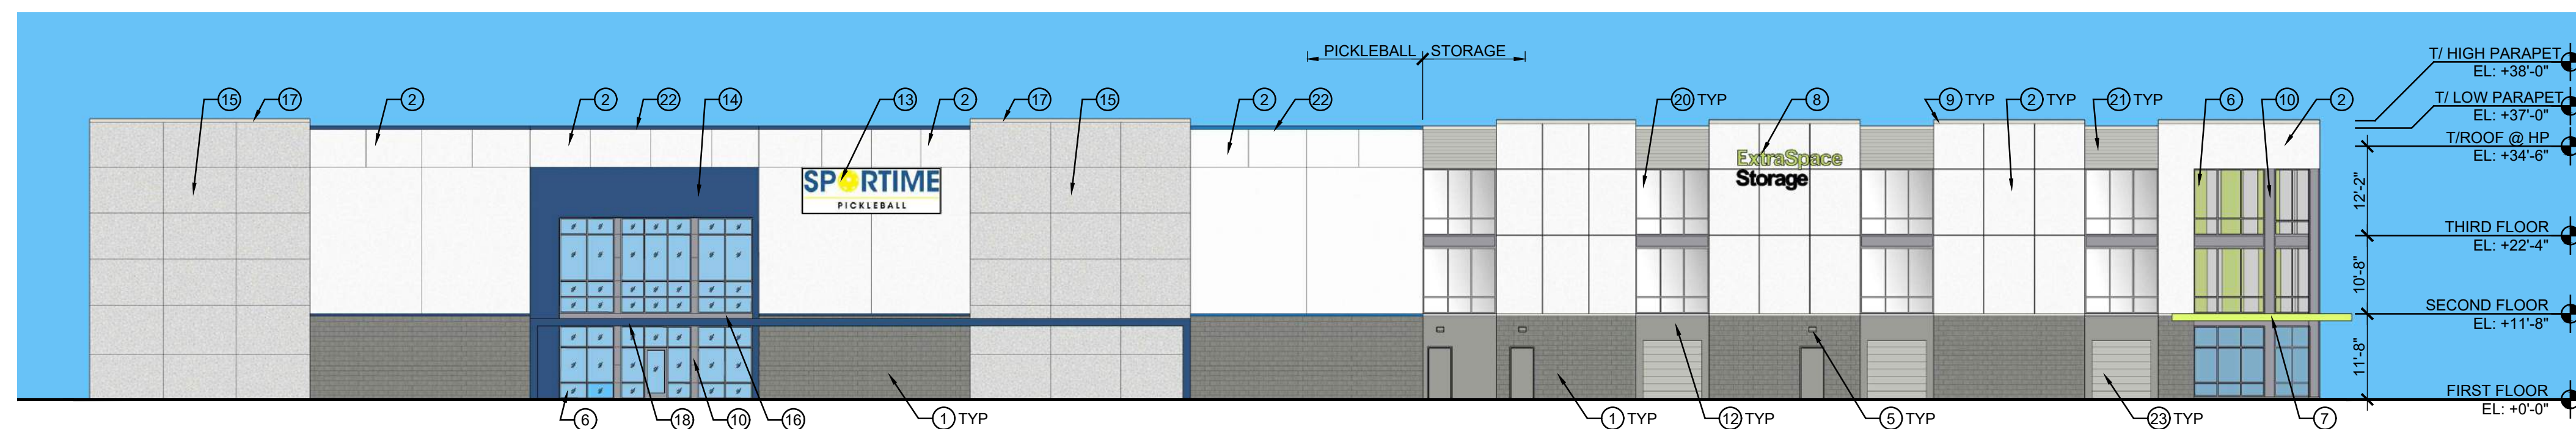 PICKLEBALL STORAGE
T/ HIGH PARAPET
EL: +38'-0"
T/ LOW PARAPET
EL: +37'-0"
T/ROOF @ HP
EL: +34'-6"
15 17 2 2 22 14 13 2 17 15 2 22 20 TYP 8 9 TYP 2 TYP 21 TYP 6 10 2
SPORTIME
PICKLEBALL
ExtraSpace
Storage
12'-2"
THIRD FLOOR
EL: +22'-4"
10'-8"
SECOND FLOOR
EL: +11'-8"
11'-8"
FIRST FLOOR
EL: +0'-0"
6 18 10 16 1 TYP 1 TYP 12 TYP 5 TYP 23 TYP 7